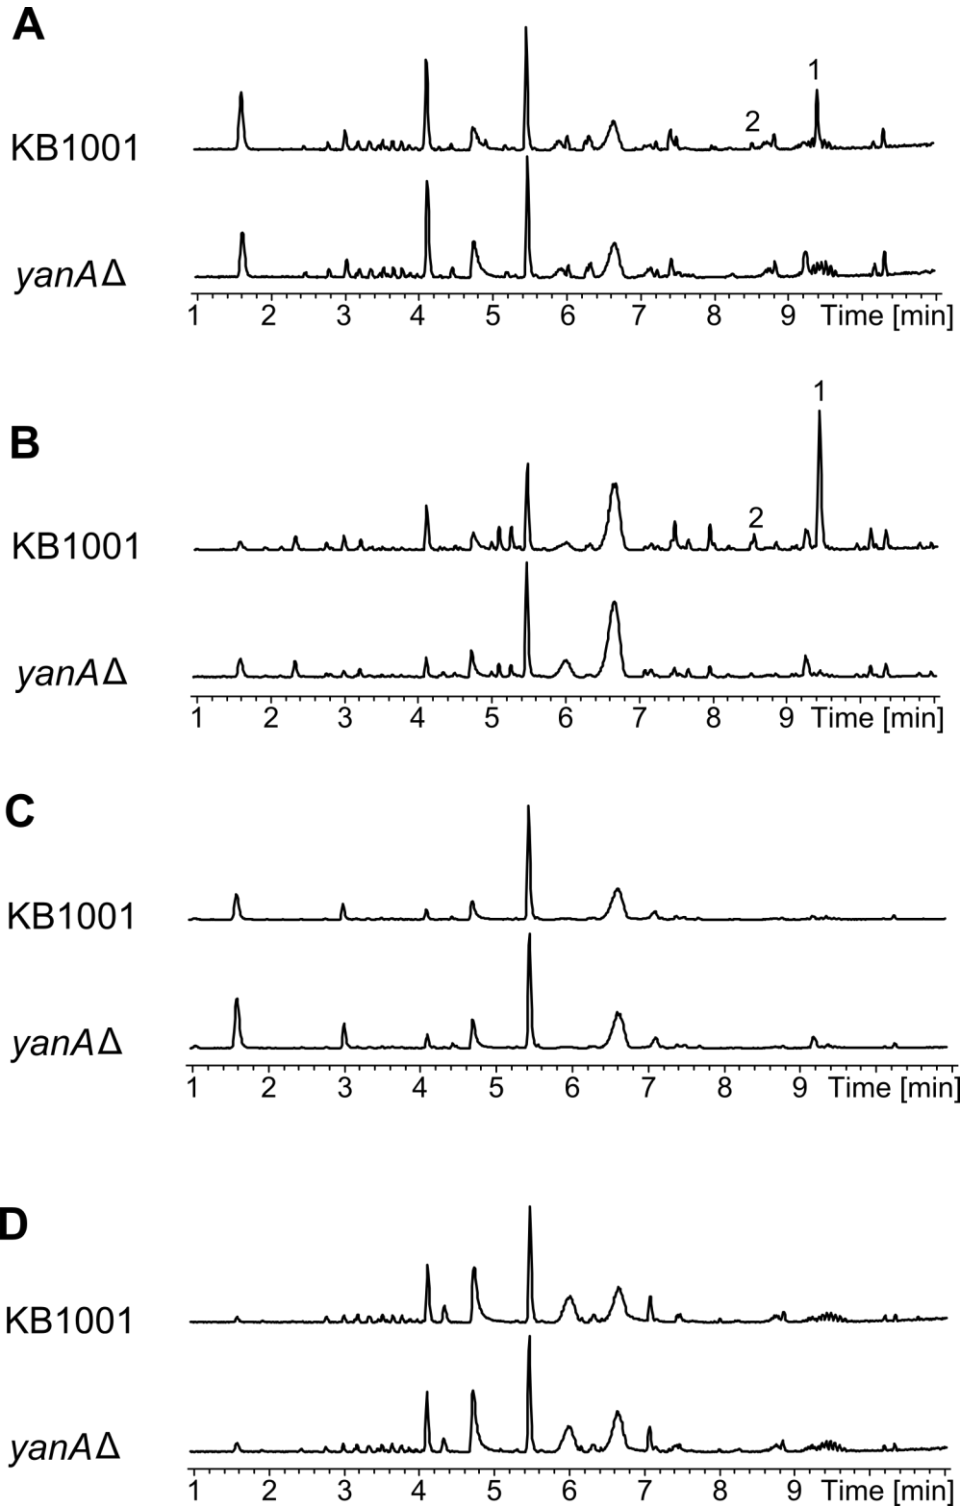 A
1
2
KB1001
yanAΔ
1 2 3 4 5 6 7 8 9 Time [min]
1
B
2
KB1001
yanAΔ
1 2 3 4 5 6 7 8 9 Time [min]
C
KB1001
yanAΔ
1 2 3 4 5 6 7 8 9 Time [min]
D
KB1001
yanAΔ
1 2 3 4 5 6 7 8 9 Time [min]